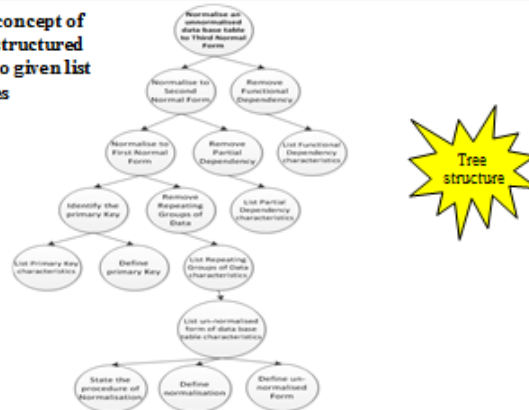 concept of
structured
o given list
s
Normalise an
unnormalised
data base table
to Third Normal
Form
Normalise to
Second
Normal Form
Remove
Functional
Dependency
Normalise to
First Normal
Form
Remove
Partial
Dependency
List Functional
Dependency
characteristics
Identify the
primary Key
Remove
Repeating
Groups of
Data
List Partial
Dependency
characteristics
List Primary Key
characteristics
Define
primary Key
List Repeating
Groups of Data
characteristics
List un-normalised
form of data base
table characteristics
State the
procedure of
Normalisation
Define
normalisation
Define un-
normalised
Form
Tree
structure